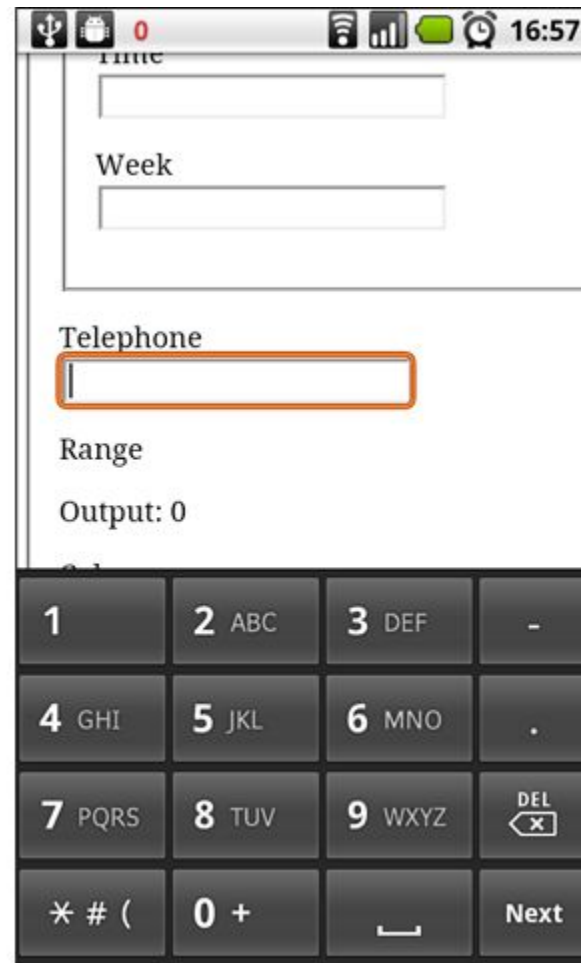 0 16:57
Time
Week
Telephone
Range
Output: 0
1 2 ABC 3 DEF -
4 GHI 5 JKL 6 MNO .
7 PQRS 8 TUV 9 WXYZ DEL
* # ( 0 + Next